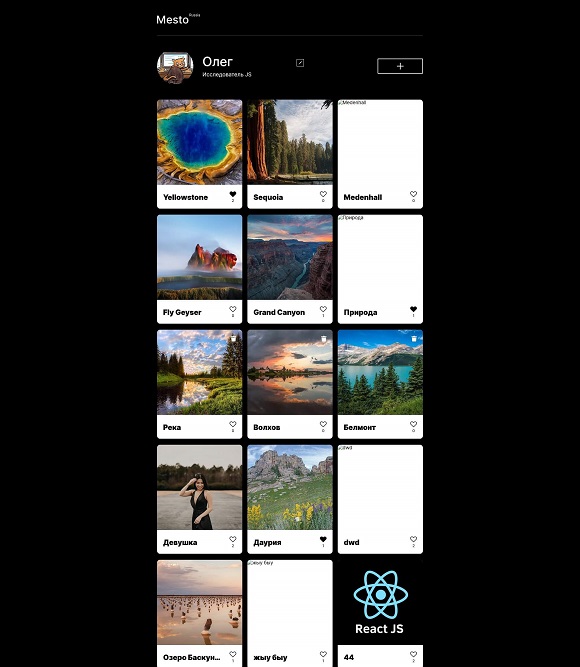 Mesto
Russia
Олег
Исследователь JS
Medenhall
Yellowstone
2
Sequoia
0
Medenhall
0
Природа
Fly Geyser
0
Grand Canyon
1
Природа
1
Река
0
Волхов
0
Белмонт
0
dwd
Девушка
2
Даурия
1
dwd
2
жыу быу
React JS
Озеро Баскун...
1
жыу быу
1
44
2